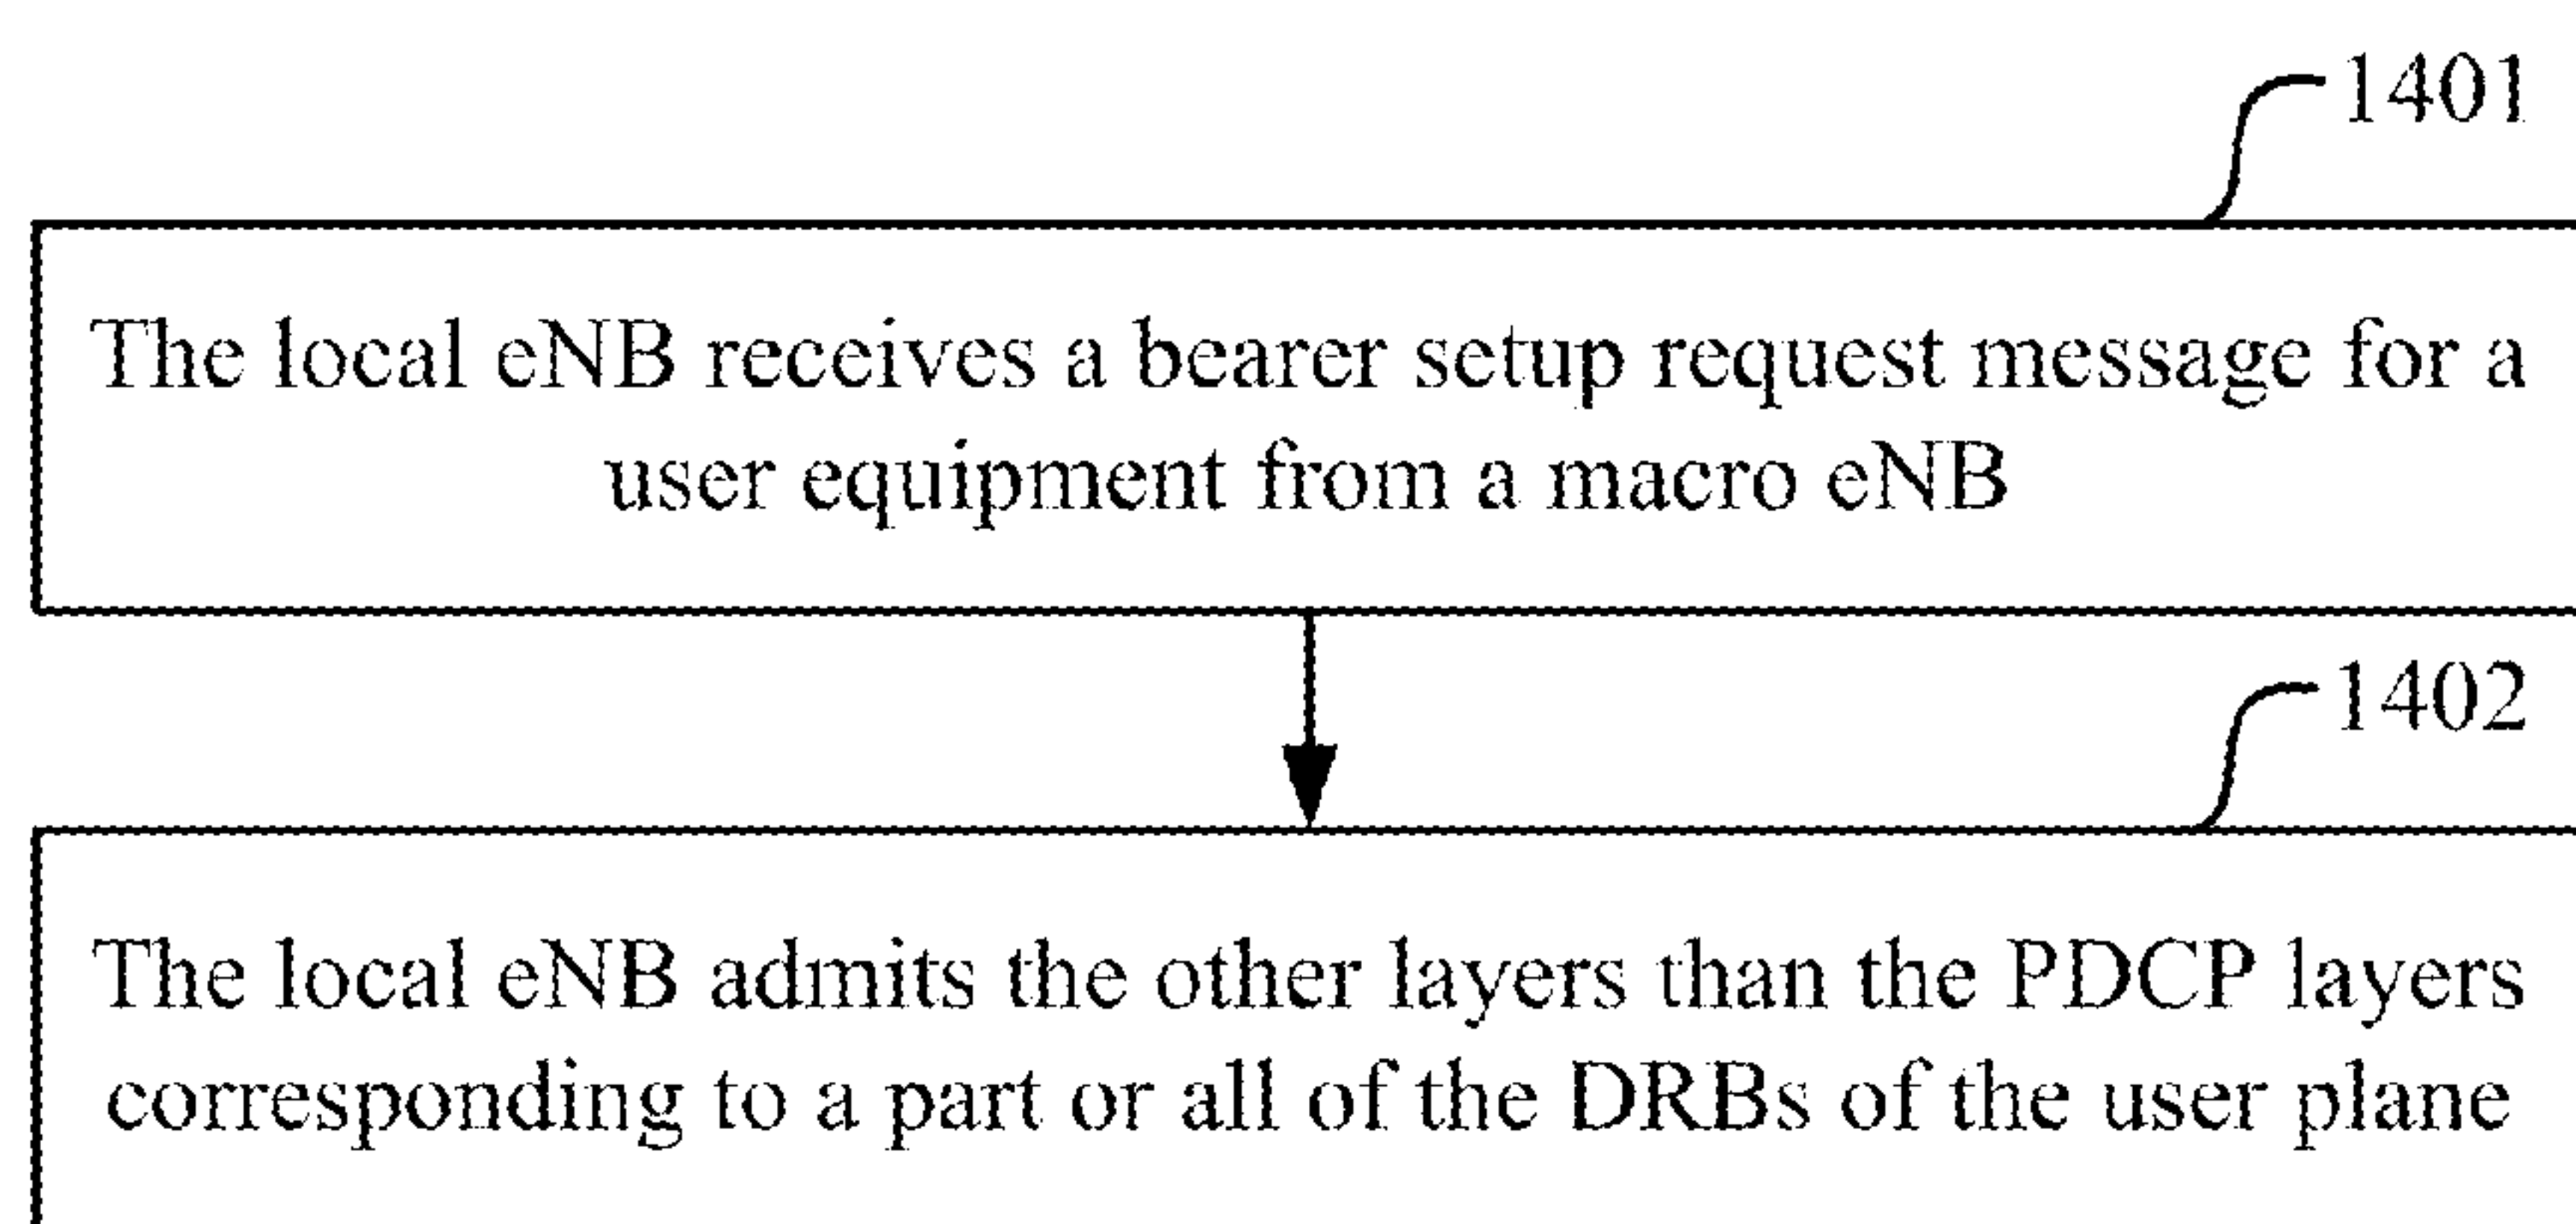 1401
The local eNB receives a bearer setup request message for a
user equipment from a macro eNB
1402
The local eNB admits the other layers than the PDCP layers
corresponding to a part or all of the DRBs of the user plane